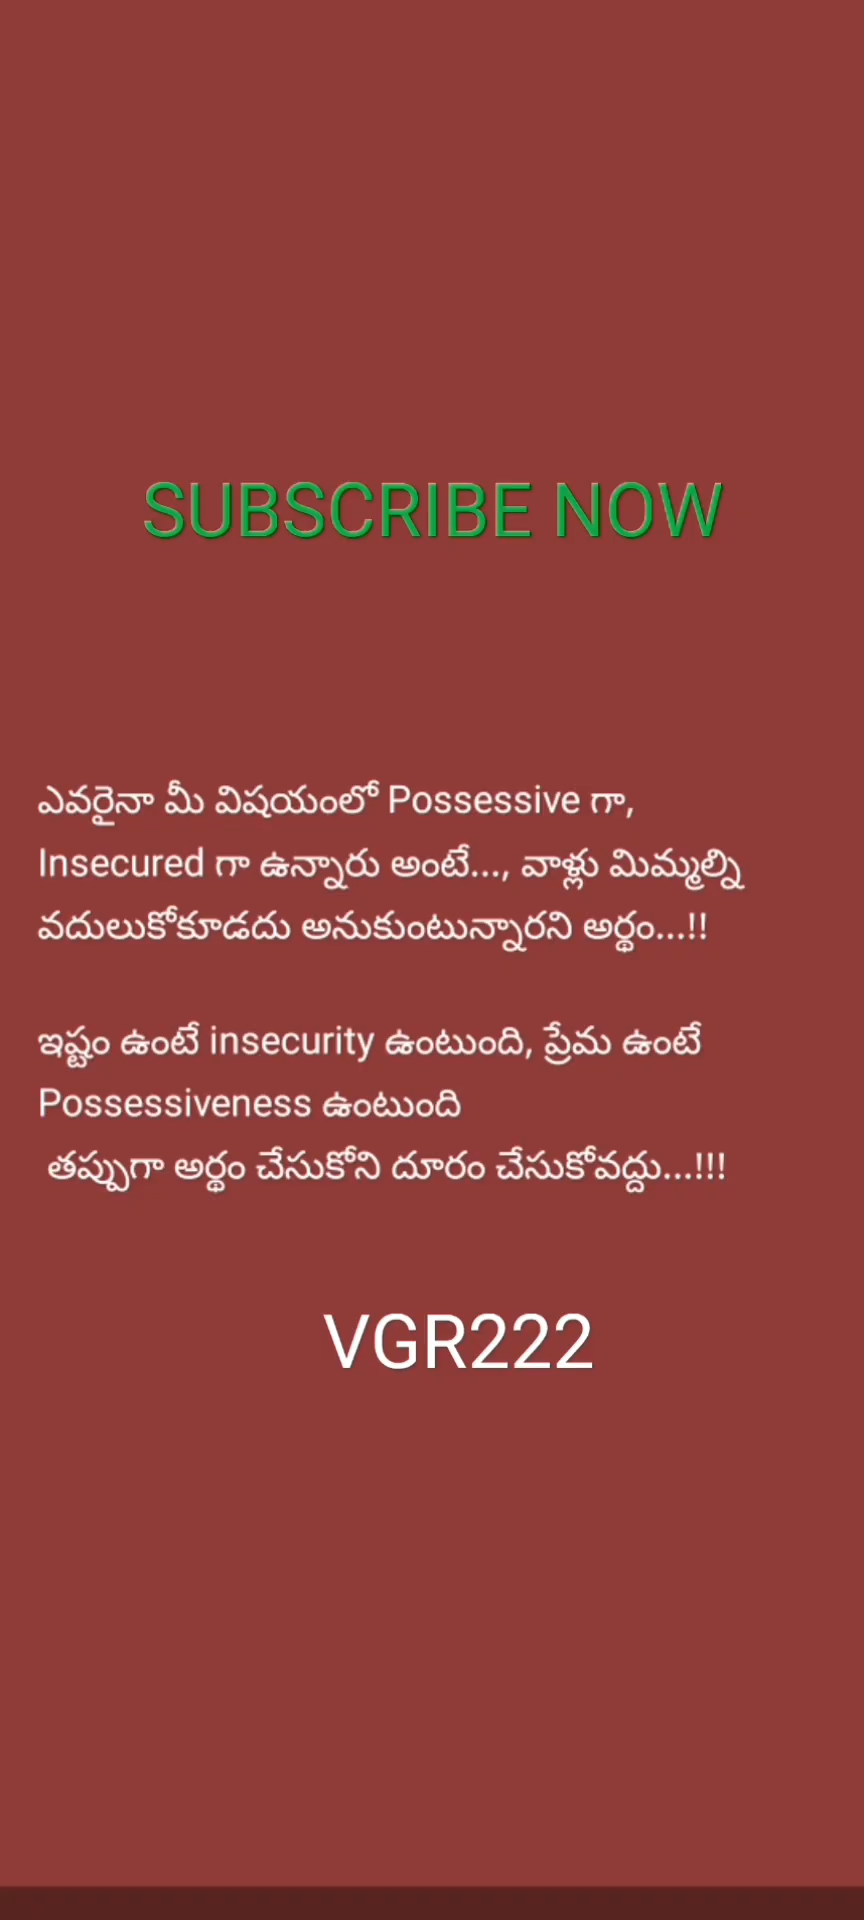 SUBSCRIBE NOW
ఎవరైనా మీ విషయంలో Possessive గా,
Insecured గా ఉన్నారు అంటే..., వాళ్లు మిమ్మల్ని
వదులుకోకూడదు అనుకుంటున్నారని అర్థం...!!
ఇష్టం ఉంటే insecurity ఉంటుంది, ప్రేమ ఉంటే
Possessiveness ఉంటుంది
తప్పుగా అర్థం చేసుకోని దూరం చేసుకోవద్దు...!!!
VGR222